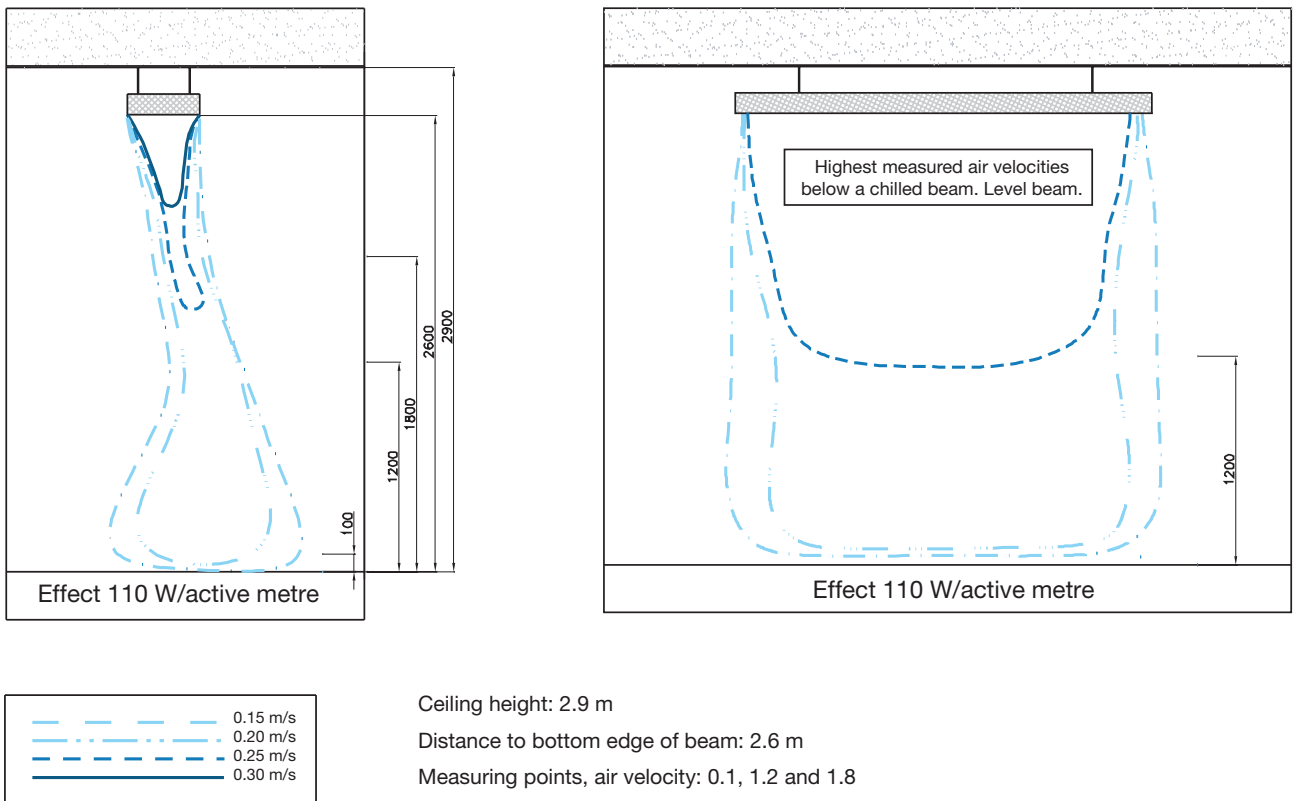 Highest measured air velocities
below a chilled beam. Level beam.
2900
2600
1800
1200
100
1200
Effect 110 W/active metre
Effect 110 W/active metre
0.15 m/s
0.20 m/s
0.25 m/s
0.30 m/s
Ceiling height: 2.9 m
Distance to bottom edge of beam: 2.6 m
Measuring points, air velocity: 0.1, 1.2 and 1.8